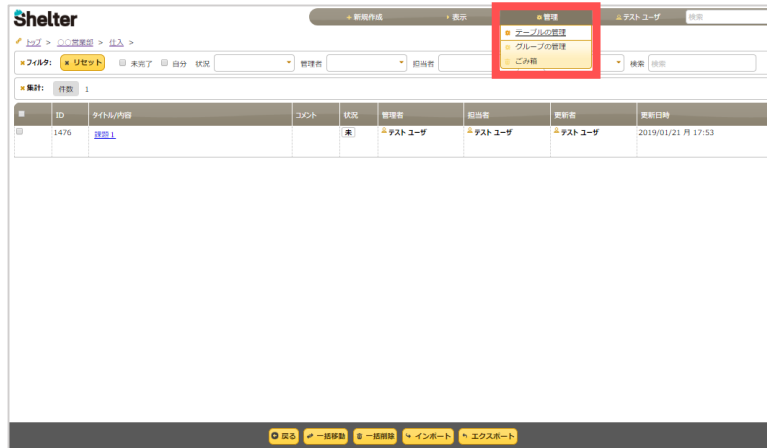 Shelter
新規作成 表示 管理 テスト ユーザ 検索
テーブルの管理
グループの管理
ごみ箱
トップ > 〇〇営業部 > 仕入 >
フィルタ: リセット 未完了 自分 状況 管理者 担当者 検索 検索
集計: 件数 1
ID タイトル/内容 コメント 状況 管理者 担当者 更新者 更新日時
1476 課題1 未 テスト ユーザ テスト ユーザ テスト ユーザ 2019/01/21 月 17:53
戻る 一括移動 一括削除 インポート エクスポート